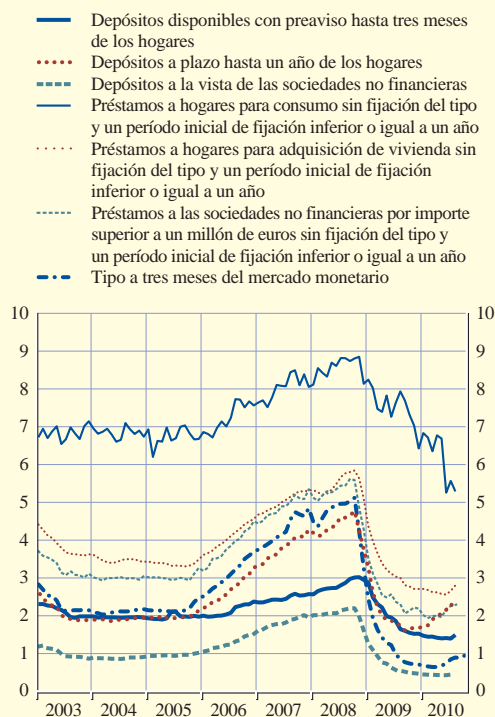 Depósitos disponibles con preaviso hasta tres meses
de los hogares
Depósitos a plazo hasta un año de los hogares
Depósitos a la vista de las sociedades no financieras
Préstamos a hogares para consumo sin fijación del tipo
y un período inicial de fijación inferior o igual a un año
Préstamos a hogares para adquisición de vivienda sin
fijación del tipo y un período inicial de fijación
inferior o igual a un año
Préstamos a las sociedades no financieras por importe
superior a un millón de euros sin fijación del tipo y
un período inicial de fijación inferior o igual a un año
Tipo a tres meses del mercado monetario
10 10
9 9
8 8
7 7
6 6
5 5
4 4
3 3
2 2
1 1
0 0
2003 2004 2005 2006 2007 2008 2009 2010